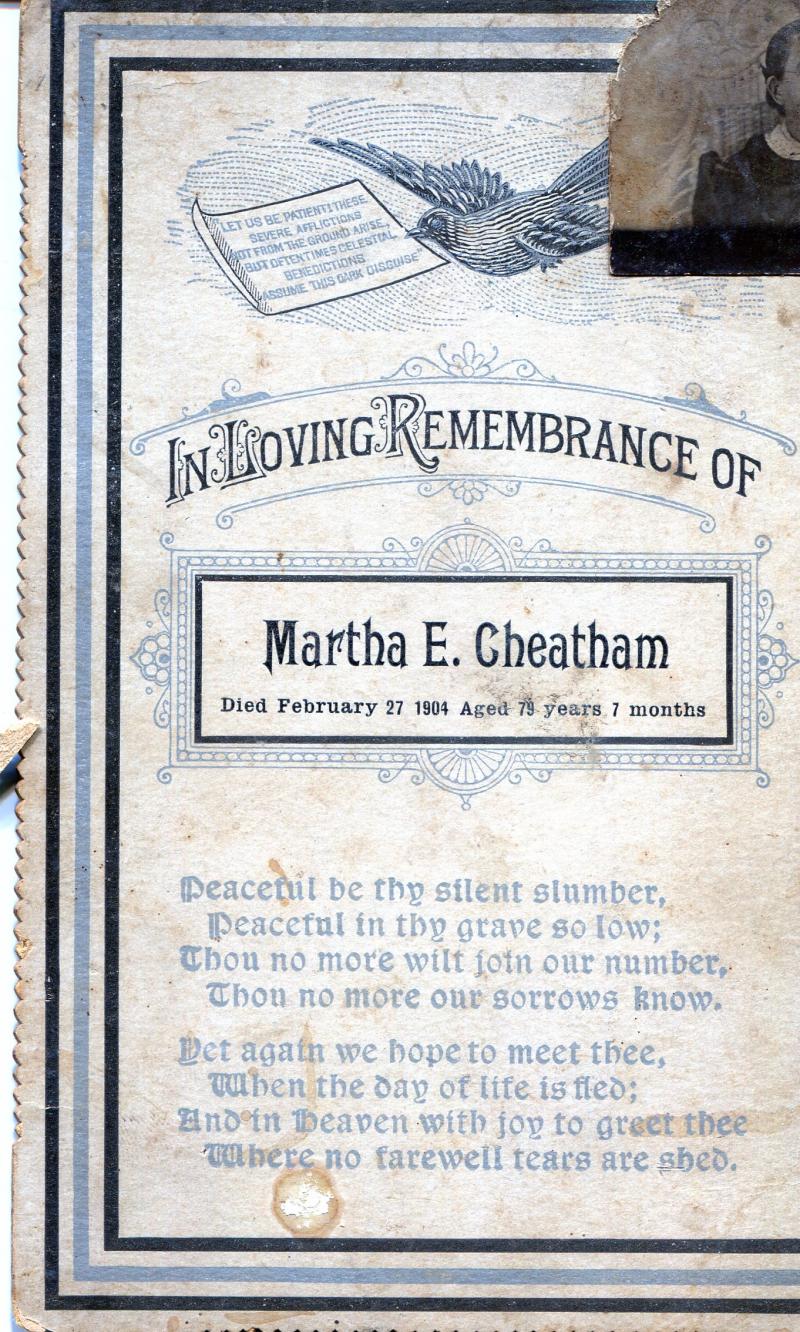 LET US BE PATIENT! THESE
SEVERE AFFLICTIONS
NOT FROM THE GROUND ARISE,
BUT OFTENTIMES CELESTIAL
BENEDICTIONS
ASSUME THIS DARK DISGUISE
IN LOVING REMEMBRANCE OF
Martha E. Cheatham
Died February 27 1904 Aged 79 years 7 months
Peaceful be thy silent slumber,
Peaceful in thy grave so low;
Thou no more wilt join our number,
Thou no more our sorrows know.
Yet again we hope to meet thee,
When the day of life is fled;
And in Heaven with joy to greet thee
Where no farewell tears are shed.